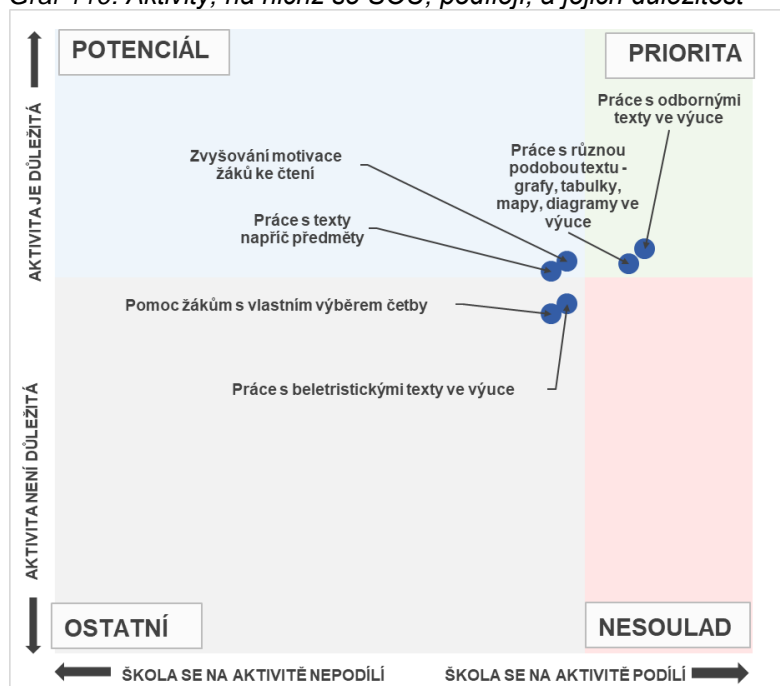 POTENCIÁL
PRIORITA
Práce s odbornými
texty ve výuce
Práce s různou
podobou textu -
grafy, tabulky,
mapy, diagramy ve
výuce
Zvyšování motivace
žáků ke čtení
Práce s texty
napříč předměty
Pomoc žákům s vlastním výběrem četby
Práce s beletristickými texty ve výuce
AKTIVITA JE DŮLEŽITÁ
AKTIVITA NENÍ DŮLEŽITÁ
OSTATNÍ
NESOULAD
ŠKOLA SE NA AKTIVITĚ NEPODÍLÍ
ŠKOLA SE NA AKTIVITĚ PODÍLÍ